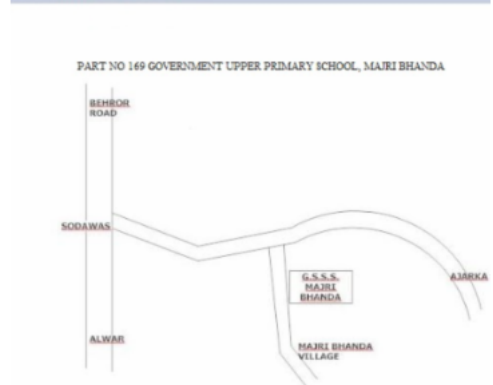 PART NO 169 GOVERNMENT UPPER PRIMARY SCHOOL, MAJRI BHANDA
BEHROR
ROAD
SODAWAS
G.S.S.S.
MAJRI
BHANDA
AJARKA
ALWAR
MAJRI BHANDA
VILLAGE